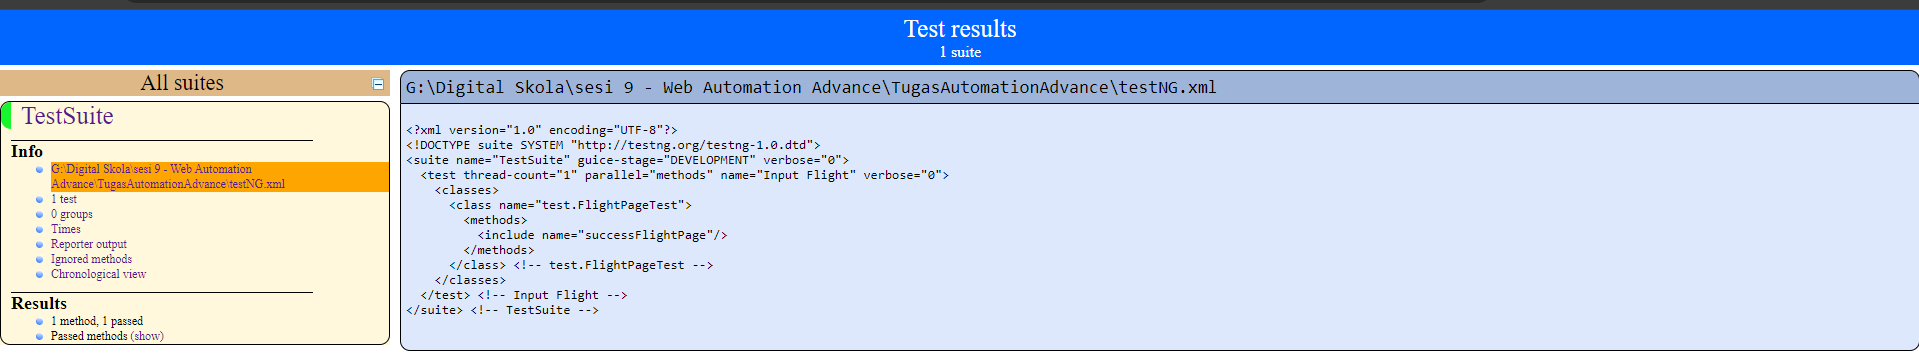 Test results
1 suite
All suites
TestSuite
Info
G:\Digital Skola\sesi 9 - Web Automation
Advance\TugasAutomationAdvance\testNG.xml
1 test
0 groups
Times
Reporter output
Ignored methods
Chronological view
Results
1 method, 1 passed
Passed methods (show)
G:\Digital Skola\sesi 9 - Web Automation Advance\TugasAutomationAdvance\testNG.xml
<?xml version="1.0" encoding="UTF-8"?>
<!DOCTYPE suite SYSTEM "http://testng.org/testng-1.0.dtd">
<suite name="TestSuite" guice-stage="DEVELOPMENT" verbose="0">
  <test thread-count="1" parallel="methods" name="Input Flight" verbose="0">
    <classes>
      <class name="test.FlightPageTest">
        <methods>
          <include name="successFlightPage"/>
        </methods>
      </class> <!-- test.FlightPageTest -->
    </classes>
  </test> <!-- Input Flight -->
</suite> <!-- TestSuite -->